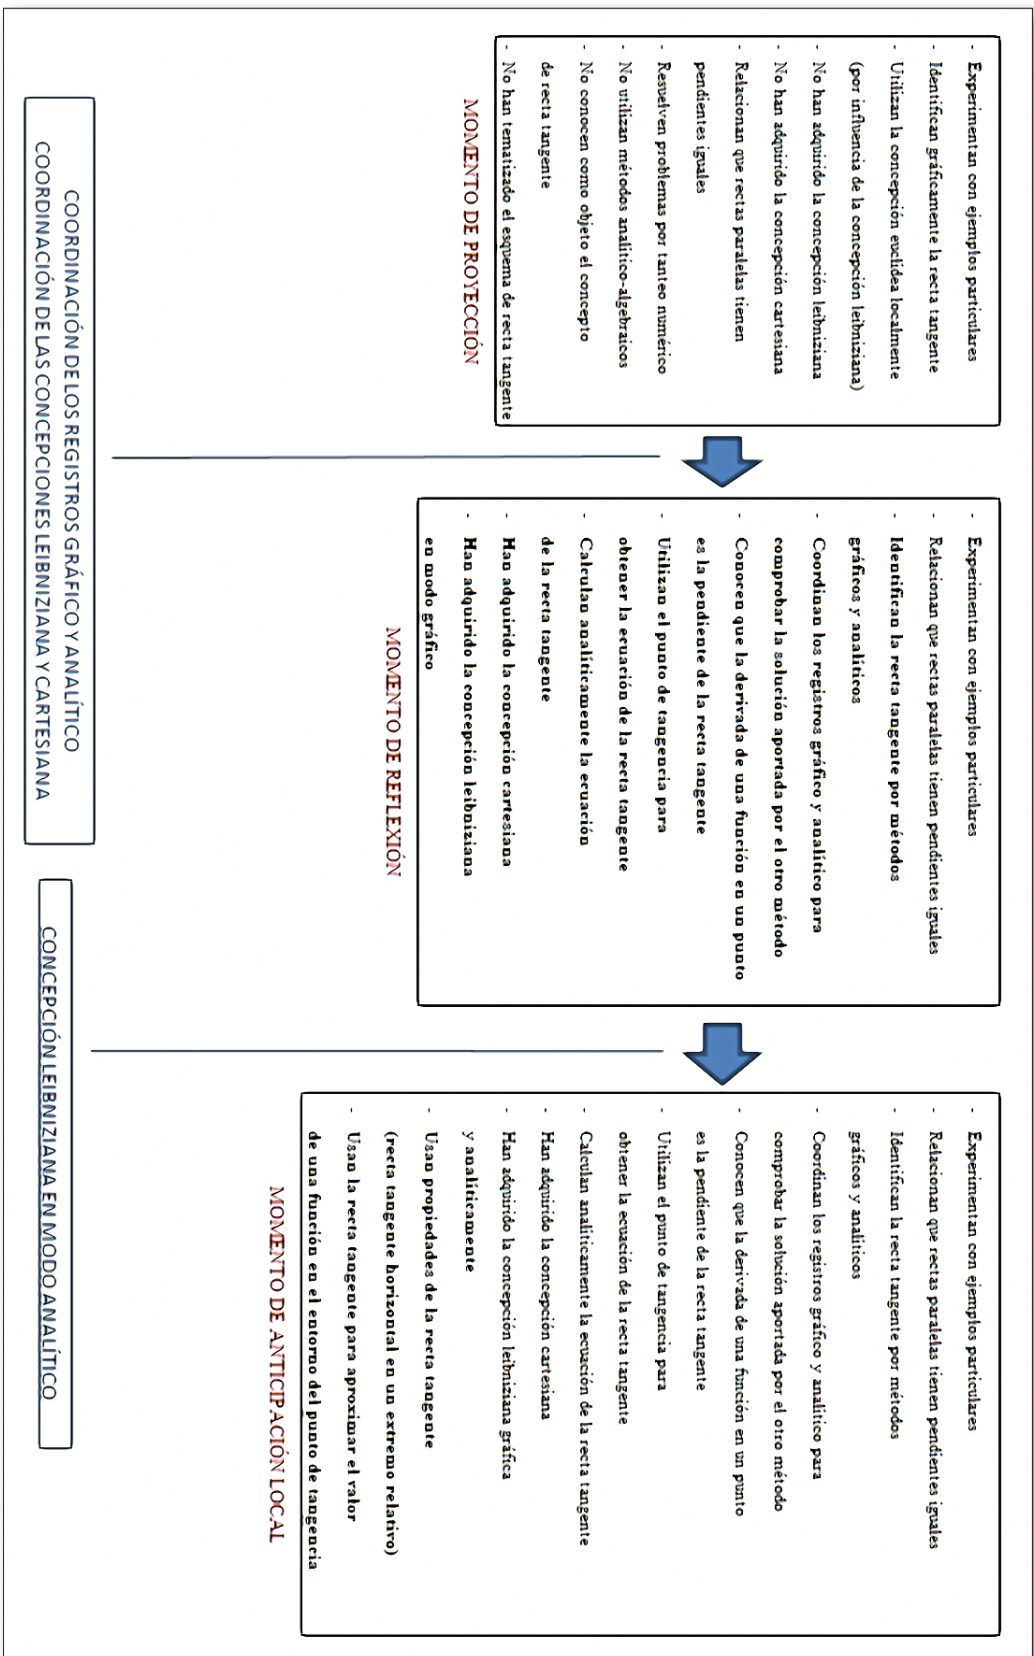 - Experimentan con ejemplos particulares
- Identifican gráficamente la recta tangente
- Utilizan la concepción euclídea localmente
(por influencia de la concepción leibniziana)
- No han adquirido la concepción leibniziana
- No han adquirido la concepción cartesiana
- Relacionan que rectas paralelas tienen
pendientes iguales
- Resuelven problemas por tanteo numérico
- No utilizan métodos analítico-algebraicos
- No conocen como objeto el concepto
de recta tangente
- No han tematizado el esquema de recta tangente
MOMENTO DE PROYECCIÓN
- Experimentan con ejemplos particulares
- Relacionan que rectas paralelas tienen pendientes iguales
- Identifican la recta tangente por métodos
gráficos y analíticos
- Coordinan los registros gráfico y analítico para
comprobar la solución aportada por el otro método
- Conocen que la derivada de una función en un punto
es la pendiente de la recta tangente
- Utilizan el punto de tangencia para
obtener la ecuación de la recta tangente
- Calculan analíticamente la ecuación
de la recta tangente
- Han adquirido la concepción cartesiana
- Han adquirido la concepción leibniziana
en modo gráfico
MOMENTO DE REFLEXIÓN
- Experimentan con ejemplos particulares
- Relacionan que rectas paralelas tienen pendientes iguales
- Identifican la recta tangente por métodos
gráficos y analíticos
- Coordinan los registros gráfico y analítico para
comprobar la solución aportada por el otro método
- Conocen que la derivada de una función en un punto
es la pendiente de la recta tangente
- Utilizan el punto de tangencia para
obtener la ecuación de la recta tangente
- Calculan analíticamente la ecuación de la recta tangente
- Han adquirido la concepción cartesiana
- Han adquirido la concepción leibniziana gráfica
y analíticamente
- Usan propiedades de la recta tangente
(recta tangente horizontal en un extremo relativo)
- Usan la recta tangente para aproximar el valor
de una función en el entorno del punto de tangencia
MOMENTO DE ANTICIPACIÓN LOCAL
COORDINACIÓN DE LOS REGISTROS GRÁFICO Y ANALÍTICO
COORDINACIÓN DE LAS CONCEPCIONES LEIBNIZIANA Y CARTESIANA
CONCEPCIÓN LEIBNIZIANA EN MODO ANALÍTICO